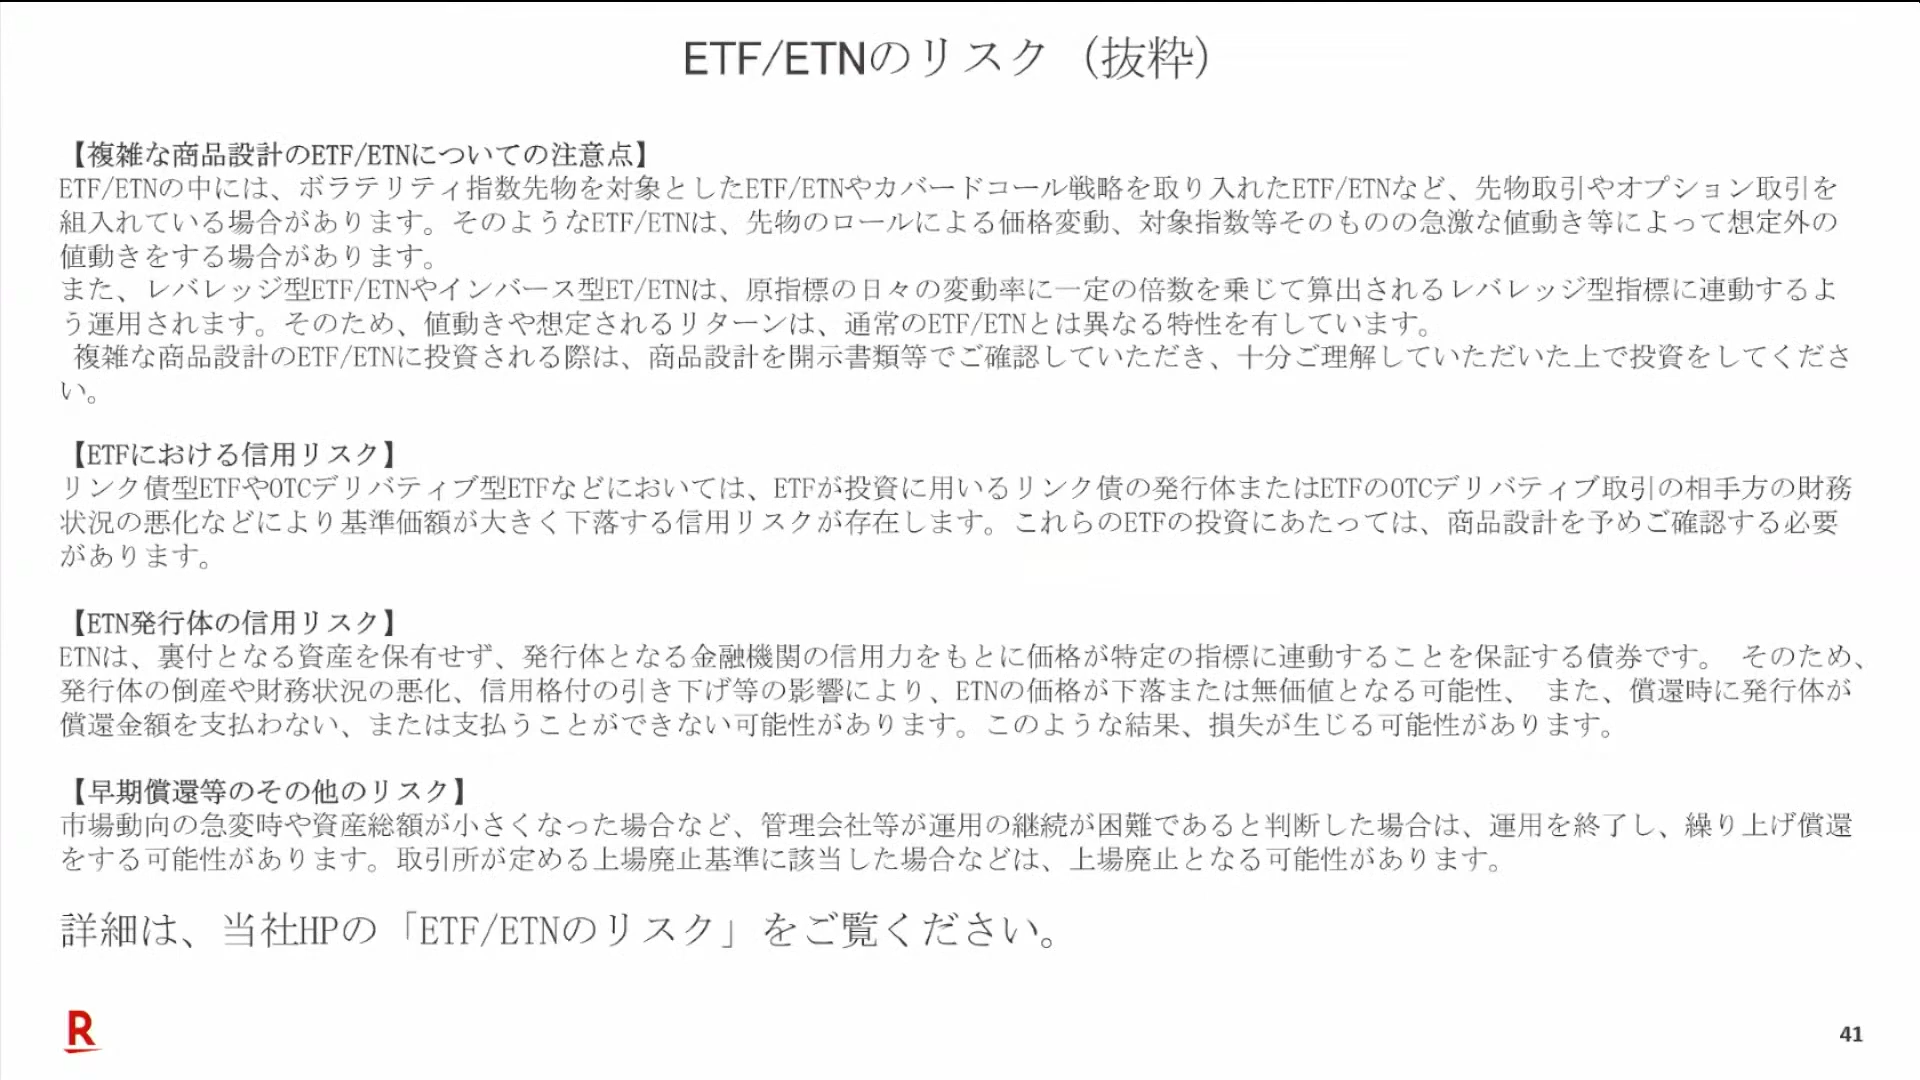 ETF/ETNのリスク（抜粋）
【複雑な商品設計のETF/ETNについての注意点】
ETF/ETNの中には、ボラテリティ指数先物を対象としたETF/ETNやカバードコール戦略を取り入れたETF/ETNなど、先物取引やオプション取引を
組入れている場合があります。そのようなETF/ETNは、先物のロールによる価格変動、対象指数等そのものの急激な値動き等によって想定外の
値動きをする場合があります。
また、レバレッジ型ETF/ETNやインバース型ET/ETNは、原指標の日々の変動率に一定の倍数を乗じて算出されるレバレッジ型指標に連動するよ
う運用されます。そのため、値動きや想定されるリターンは、通常のETF/ETNとは異なる特性を有しています。
複雑な商品設計のETF/ETNに投資される際は、商品設計を開示書類等でご確認していただき、十分ご理解していただいた上で投資をしてくださ
い。
【ETFにおける信用リスク】
リンク債型ETFやOTCデリバティブ型ETFなどにおいては、ETFが投資に用いるリンク債の発行体またはETFのOTCデリバティブ取引の相手方の財務
状況の悪化などにより基準価額が大きく下落する信用リスクが存在します。これらのETFの投資にあたっては、商品設計を予めご確認する必要
があります。
【ETN発行体の信用リスク】
ETNは、裏付となる資産を保有せず、発行体となる金融機関の信用力をもとに価格が特定の指標に連動することを保証する債券です。 そのため、
発行体の倒産や財務状況の悪化、信用格付の引き下げ等の影響により、ETNの価格が下落または無価値となる可能性、 また、償還時に発行体が
償還金額を支払わない、または支払うことができない可能性があります。このような結果、損失が生じる可能性があります。
【早期償還等のその他のリスク】
市場動向の急変時や資産総額が小さくなった場合など、管理会社等が運用の継続が困難であると判断した場合は、運用を終了し、繰り上げ償還
をする可能性があります。取引所が定める上場廃止基準に該当した場合などは、上場廃止となる可能性があります。
詳細は、当社HPの「ETF/ETNのリスク」をご覧ください。
R
41